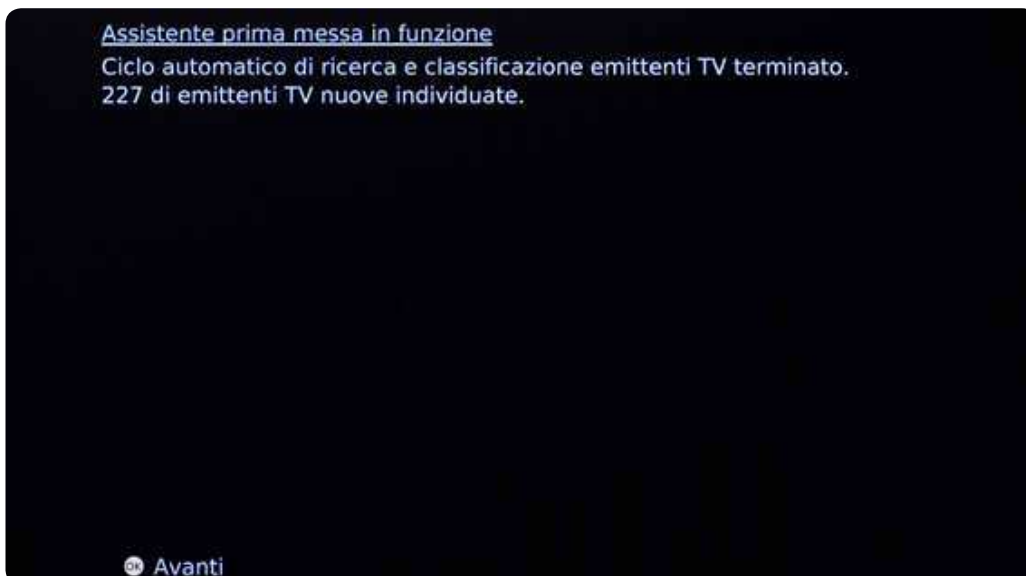 Assistente prima messa in funzione
Ciclo automatico di ricerca e classificazione emittenti TV terminato.
227 di emittenti TV nuove individuate.
OK Avanti